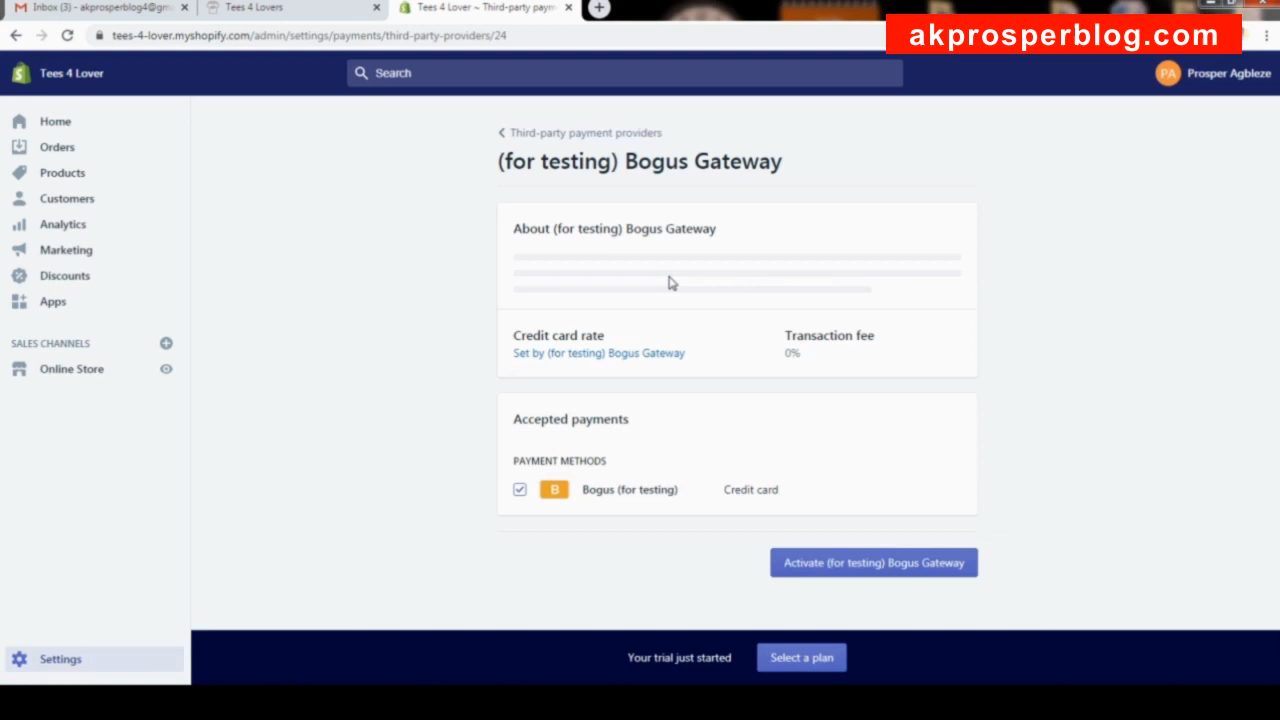 Inbox (3) - akprosperblog4@gm
Tees 4 Lovers
Tees 4 Lover ~ Third-party paym
tees-4-lover.myshopify.com/admin/settings/payments/third-party-providers/24
akprosperblog.com
Tees 4 Lover
Search
PA
Prosper Agbleze
Home
Orders
Products
Customers
Analytics
Marketing
Discounts
Apps
SALES CHANNELS
Online Store
Settings
Third-party payment providers
(for testing) Bogus Gateway
About (for testing) Bogus Gateway
Credit card rate
Transaction fee
Set by (for testing) Bogus Gateway
0%
Accepted payments
PAYMENT METHODS
B Bogus (for testing) Credit card
Activate (for testing) Bogus Gateway
Your trial just started
Select a plan